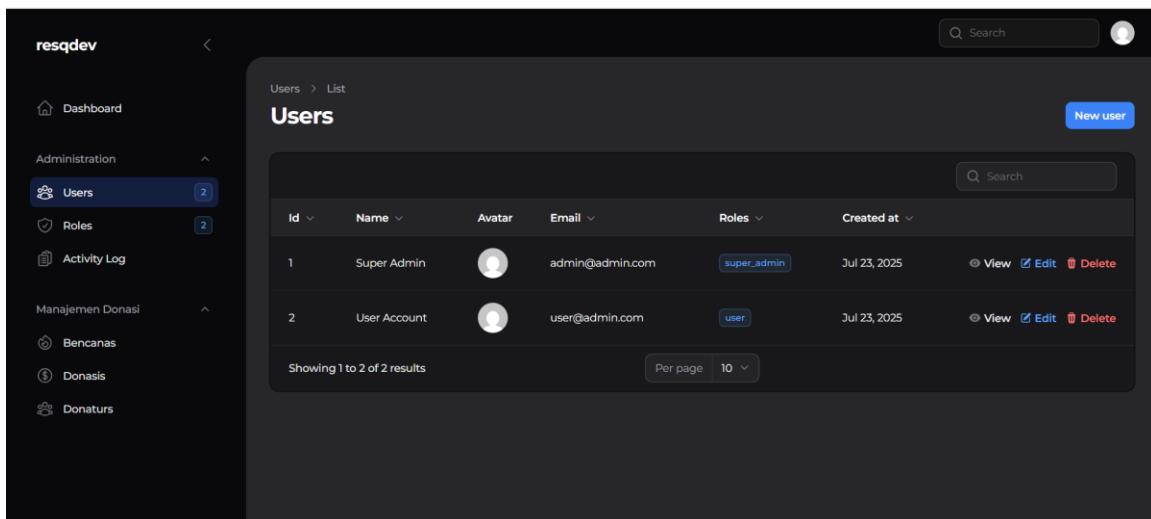 resqdev
Search
Dashboard
Administration
Users 2
Roles 2
Activity Log
Manajemen Donasi
Bencanas
Donasis
Donaturs
Users > List
Users
New user
Search
Id Name Avatar Email Roles Created at
1 Super Admin admin@admin.com super_admin Jul 23, 2025 View Edit Delete
2 User Account user@admin.com user Jul 23, 2025 View Edit Delete
Showing 1 to 2 of 2 results Per page 10